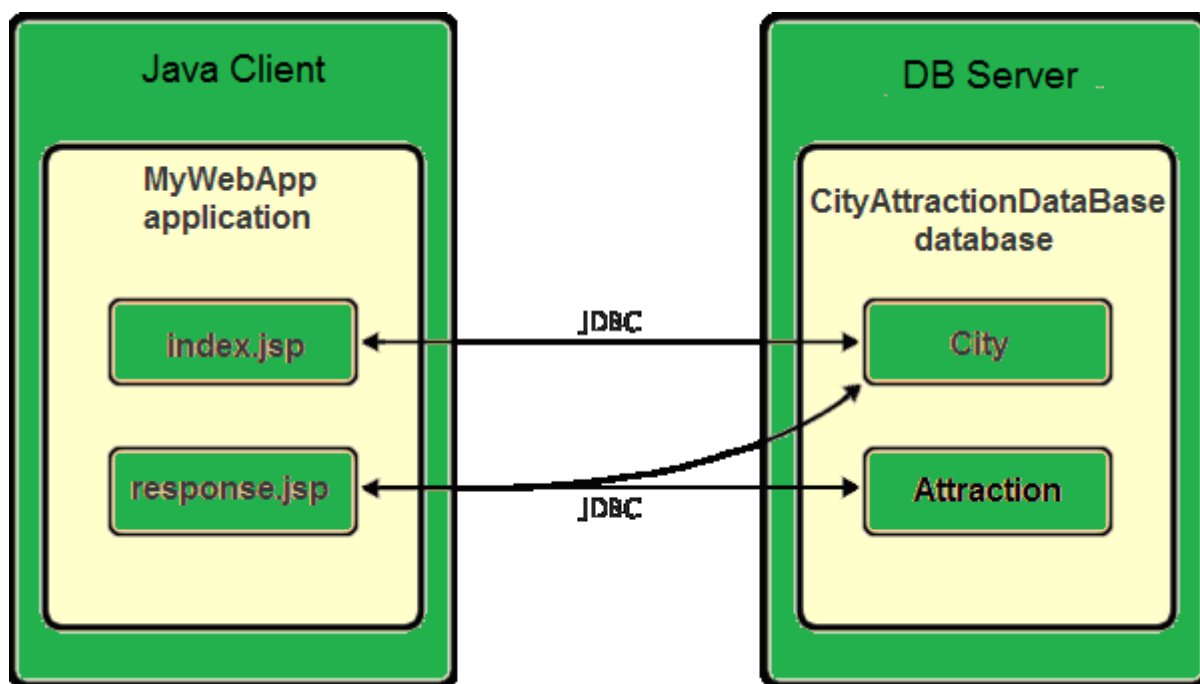 Java Client
MyWebApp
application
index.jsp
response.jsp
JDBC
JDBC
DB Server
CityAttractionDataBase
database
City
Attraction